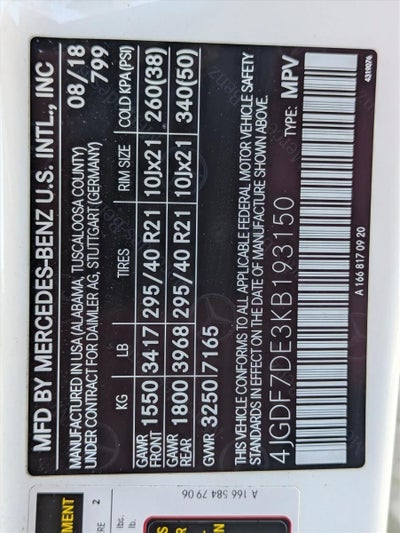 MFD BY MERCEDES-BENZ U.S. INTL., INC
MANUFACTURED IN USA (ALABAMA, TUSCALOOSA COUNTY) 08/18
UNDER CONTRACT FOR DAIMLER AG, STUTTGART (GERMANY) 799
KG LB TIRES RIM SIZE COLD KPA(PSI)
GAWR FRONT 1550 3417 295/40 R21 10Jx21 260(38)
GAWR REAR 1800 3968 295/40 R21 10Jx21 340(50)
GVWR 3250 7165
THIS VEHICLE CONFORMS TO ALL APPLICABLE FEDERAL MOTOR VEHICLE SAFETY
STANDARDS IN EFFECT ON THE DATE OF MANUFACTURE SHOWN ABOVE.
4JGDF7DE3KB193150 TYPE: MPV
A 166 817 09 20 4319076
A 166 584 79 06
2
lbs.
lb.